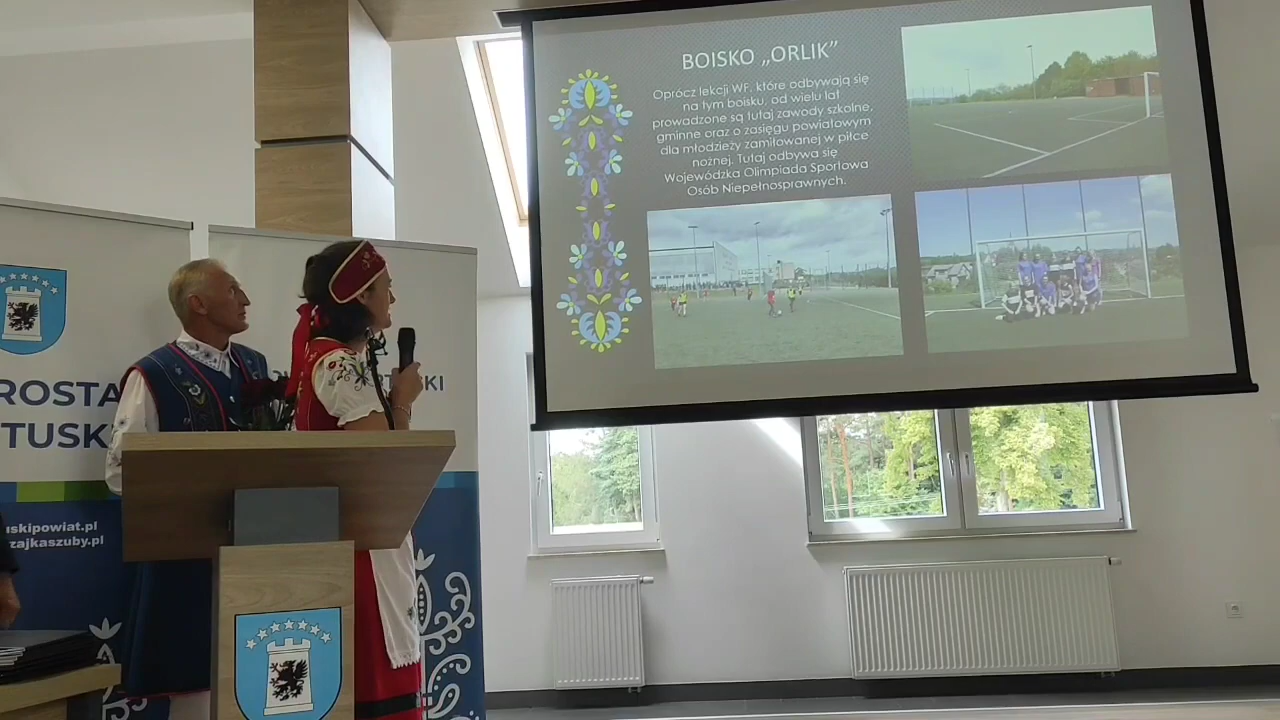 BOISKO „ORLIK”
Oprócz lekcji WF, które odbywają się
na tym boisku, od wielu lat
prowadzone są tutaj zawody szkolne,
gminne oraz o zasięgu powiatowym
dla młodzieży zamiłowanej w piłce
nożnej. Tutaj odbywa się
Wojewódzka Olimpiada Sportowa
Osób Niepełnosprawnych.
ROSTA
TUSK
SKI
uskipowiat.pl
zajkaszuby.pl